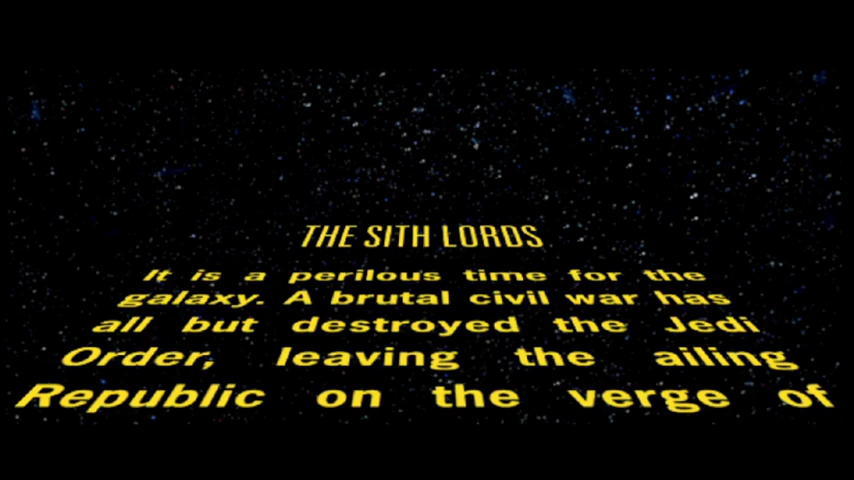 THE SITH LORDS
It is a perilous time for the
galaxy. A brutal civil war has
all but destroyed the Jedi
Order, leaving the ailing
Republic on the verge of